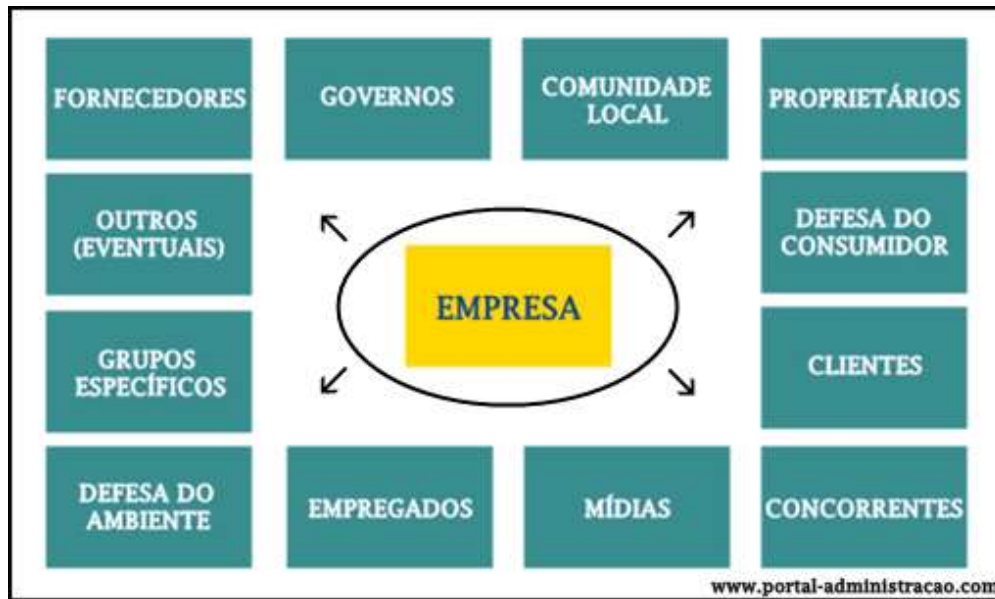 FORNECEDORES
GOVERNOS
COMUNIDADE
LOCAL
PROPRIETÁRIOS
OUTROS
(EVENTUAIS)
DEFESA DO
CONSUMIDOR
EMPRESA
GRUPOS
ESPECÍFICOS
CLIENTES
DEFESA DO
AMBIENTE
EMPREGADOS
MÍDIAS
CONCORRENTES
www.portal-administracao.com